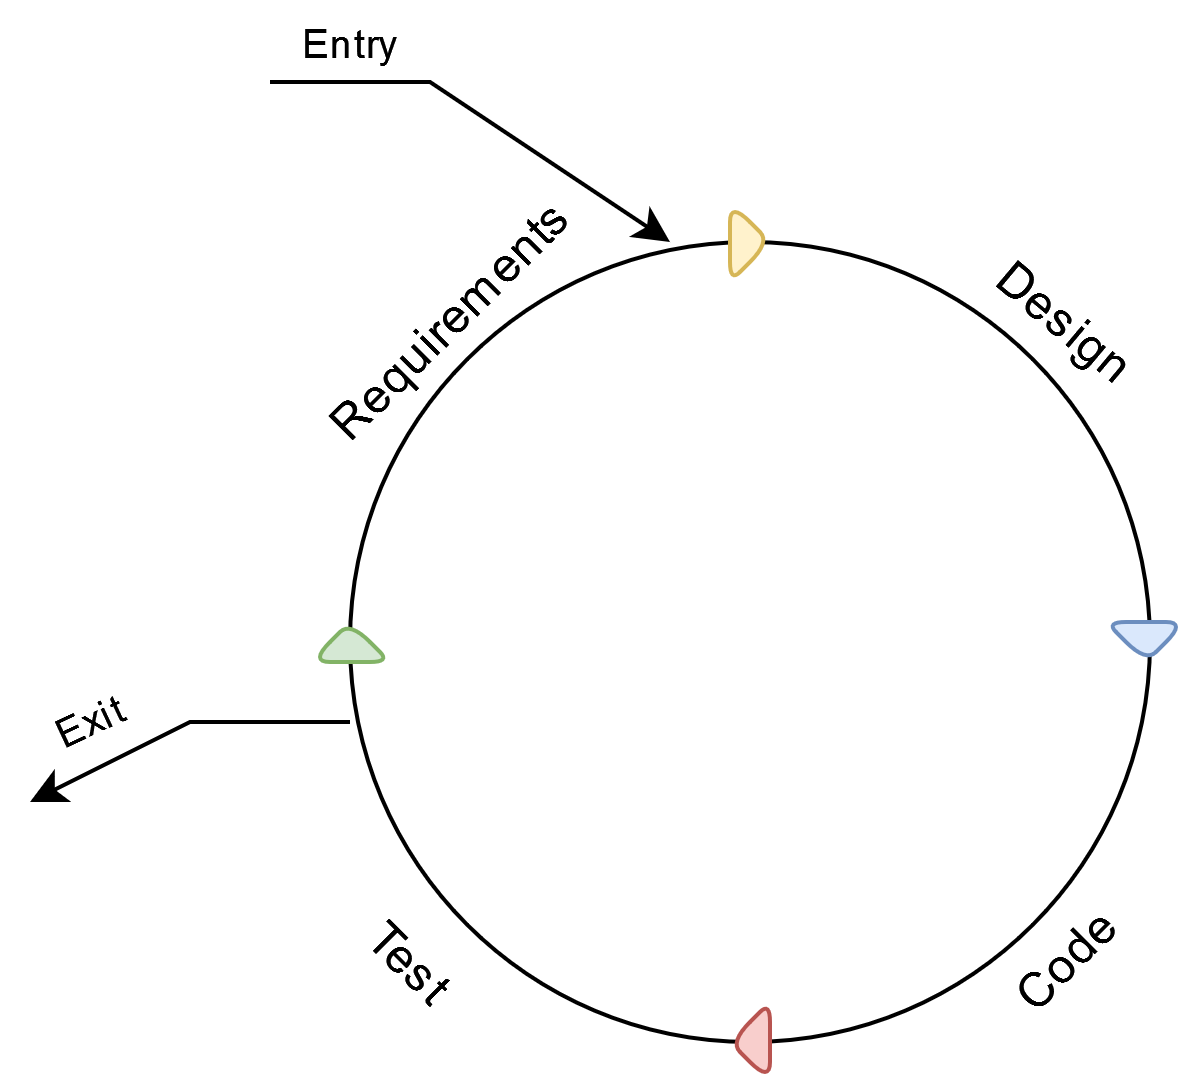 Entry
Requirements
Design
Exit
Test
Code